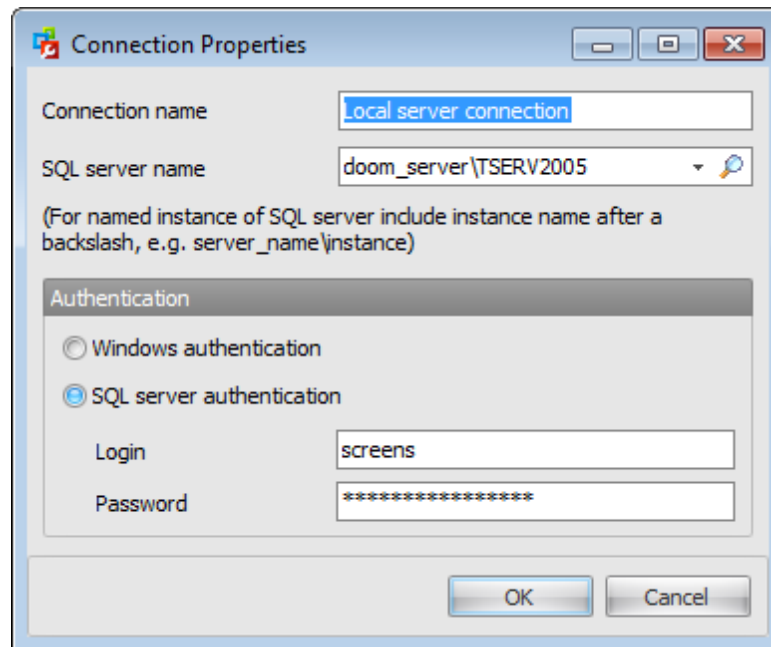 Connection Properties
Connection name
Local server connection
SQL server name
doom_server\TSERV2005
(For named instance of SQL server include instance name after a
backslash, e.g. server_name\instance)
Authentication
Windows authentication
SQL server authentication
Login
screens
Password
****************
OK
Cancel